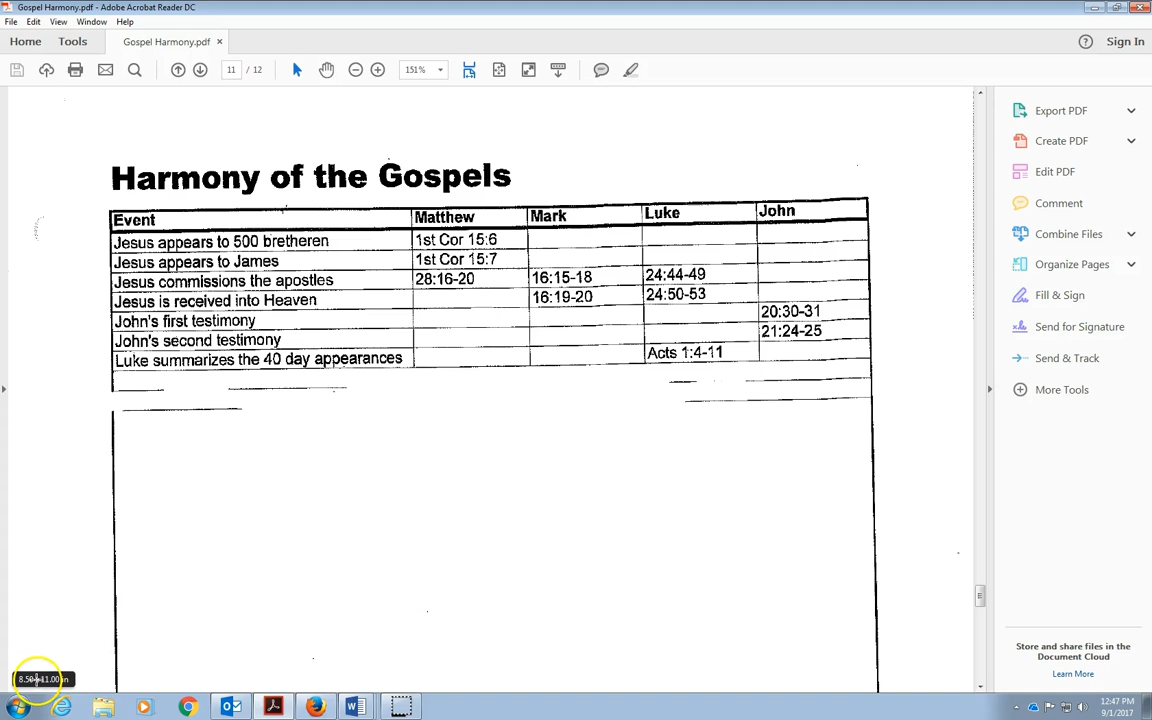 Gospel Harmony.pdf - Adobe Acrobat Reader DC
File Edit View Window Help
Home Tools Gospel Harmony.pdf × Sign In
11 / 12 151%
Harmony of the Gospels
Event Matthew Mark Luke John
Jesus appears to 500 bretheren 1st Cor 15:6
Jesus appears to James 1st Cor 15:7
Jesus commissions the apostles 28:16-20 16:15-18 24:44-49
Jesus is received into Heaven 16:19-20 24:50-53
John's first testimony 20:30-31
John's second testimony 21:24-25
Luke summarizes the 40 day appearances Acts 1:4-11
Export PDF
Create PDF
Edit PDF
Comment
Combine Files
Organize Pages
Fill & Sign
Send for Signature
Send & Track
More Tools
Store and share files in the
Document Cloud
Learn More
8.50 x 11.00 in
12:47 PM
9/1/2017